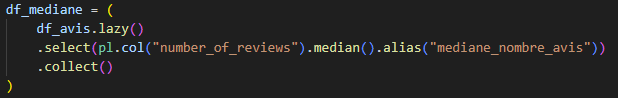 df_mediane = (
    df_avis.lazy()
    .select(pl.col("number_of_reviews").median().alias("mediane_nombre_avis"))
    .collect()
)